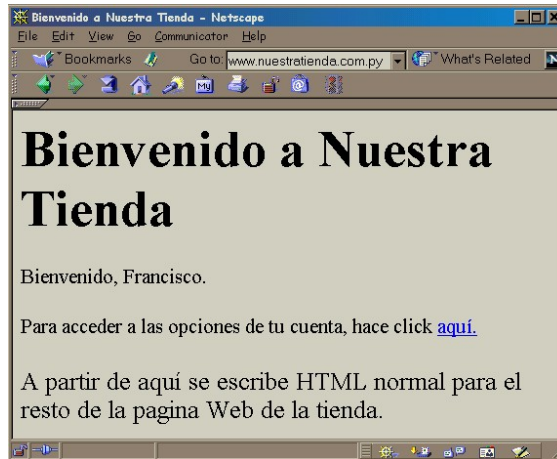 Bienvenido a Nuestra Tienda - Netscape
File Edit View Go Communicator Help
Bookmarks Go to: www.nuestratienda.com.py What's Related N
My
Bienvenido a Nuestra
Tienda
Bienvenido, Francisco.
Para acceder a las opciones de tu cuenta, hace click aquí.
A partir de aquí se escribe HTML normal para el
resto de la pagina Web de la tienda.